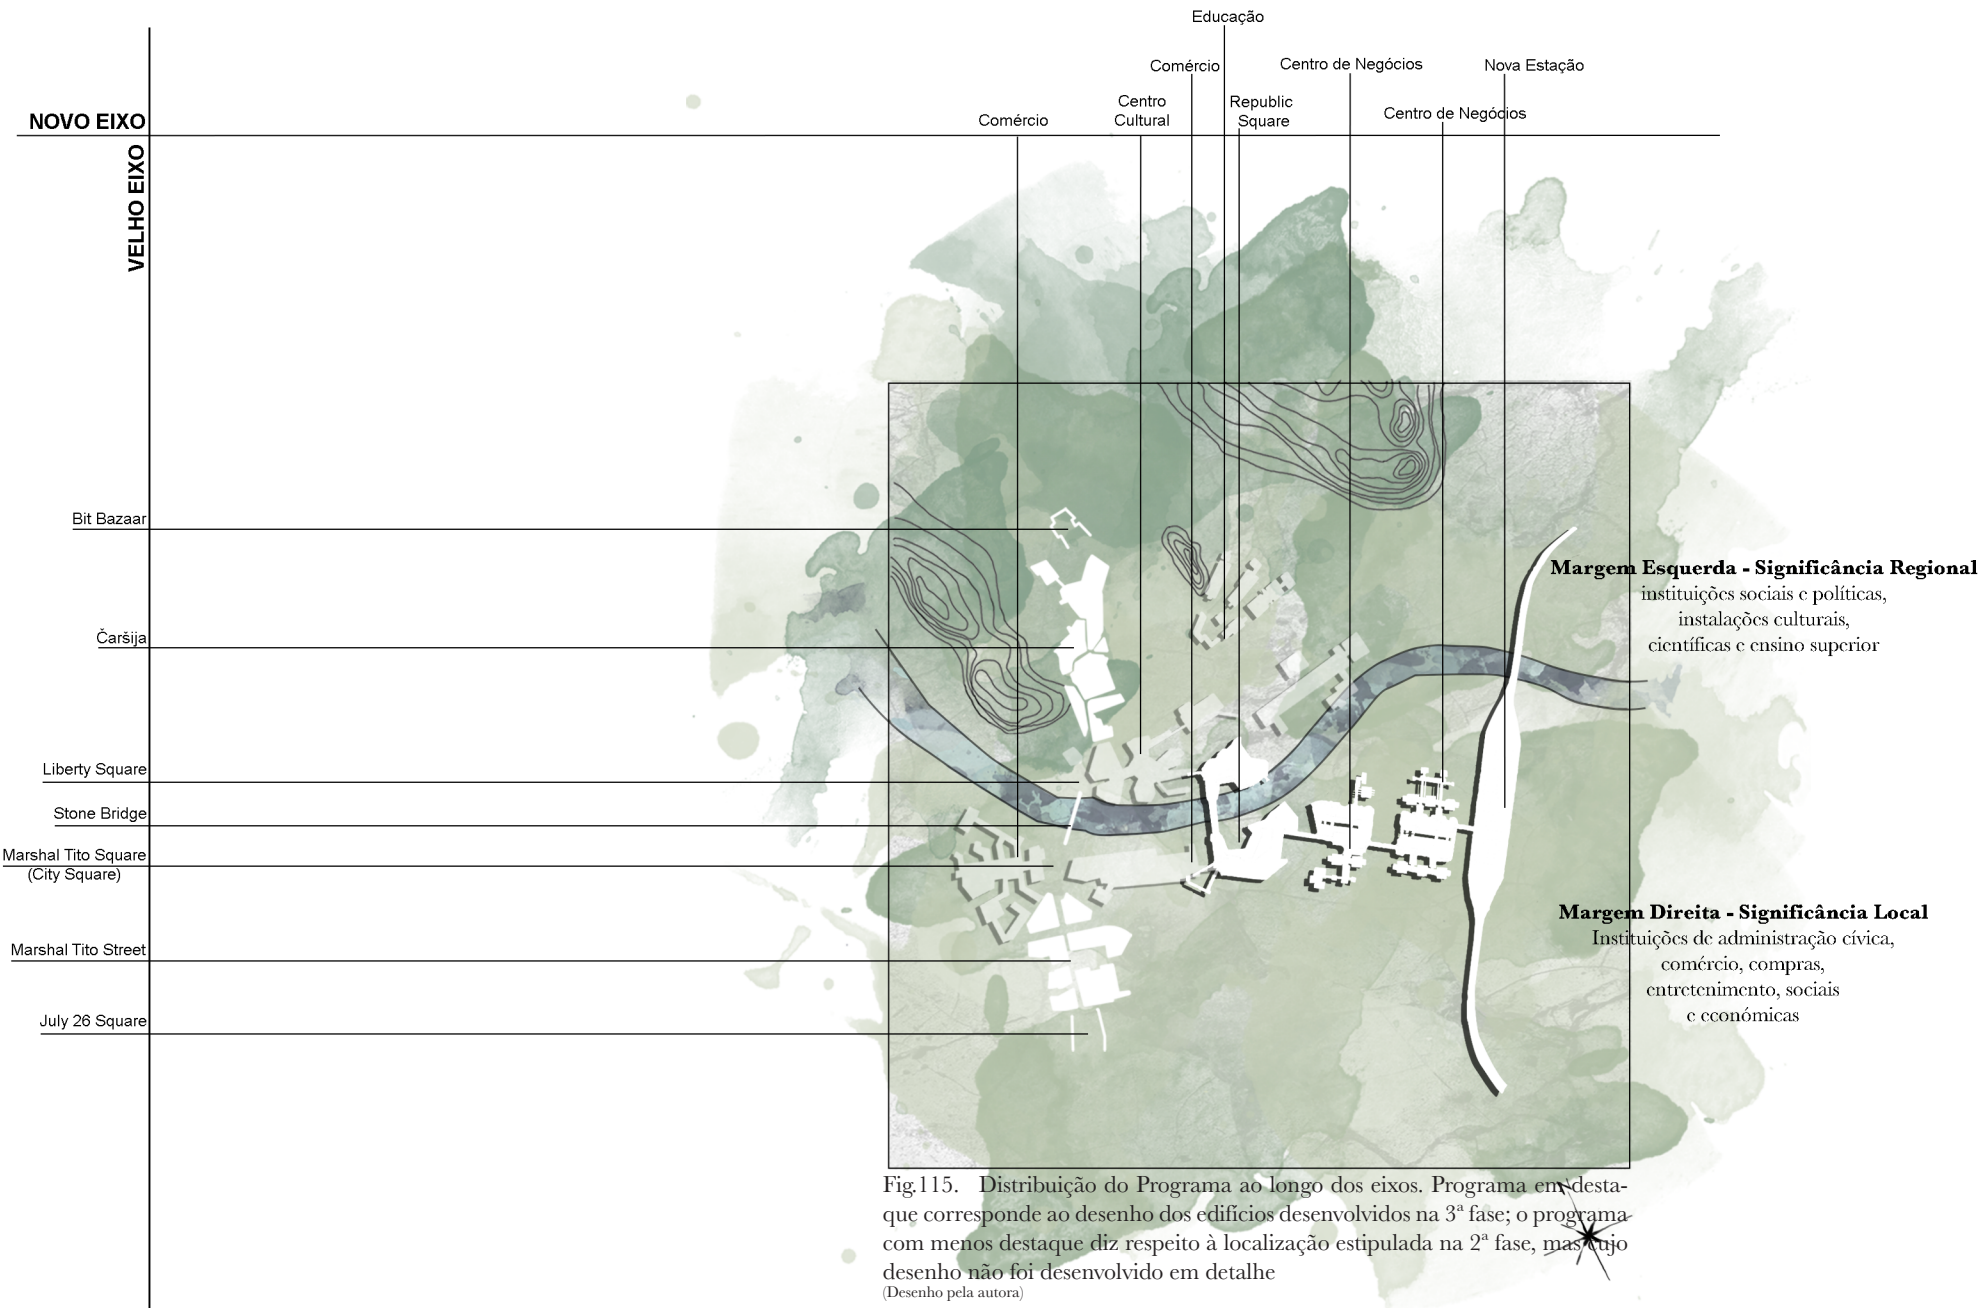 Educação
Comércio
Centro de Negócios
Nova Estação
Centro
Cultural
Republic
Square
Centro de Negócios
Comércio
NOVO EIXO
VELHO EIXO
Bit Bazaar
Čaršija
Liberty Square
Stone Bridge
Marshal Tito Square
(City Square)
Marshal Tito Street
July 26 Square
Margem Esquerda - Significância Regional
instituições sociais e políticas,
instalações culturais,
científicas e ensino superior
Margem Direita - Significância Local
Instituições de administração cívica,
comércio, compras,
entretenimento, sociais
e económicas
Fig.115. Distribuição do Programa ao longo dos eixos. Programa em desta-
que corresponde ao desenho dos edifícios desenvolvidos na 3ª fase; o programa
com menos destaque diz respeito à localização estipulada na 2ª fase, mas cujo
desenho não foi desenvolvido em detalhe
(Desenho pela autora)